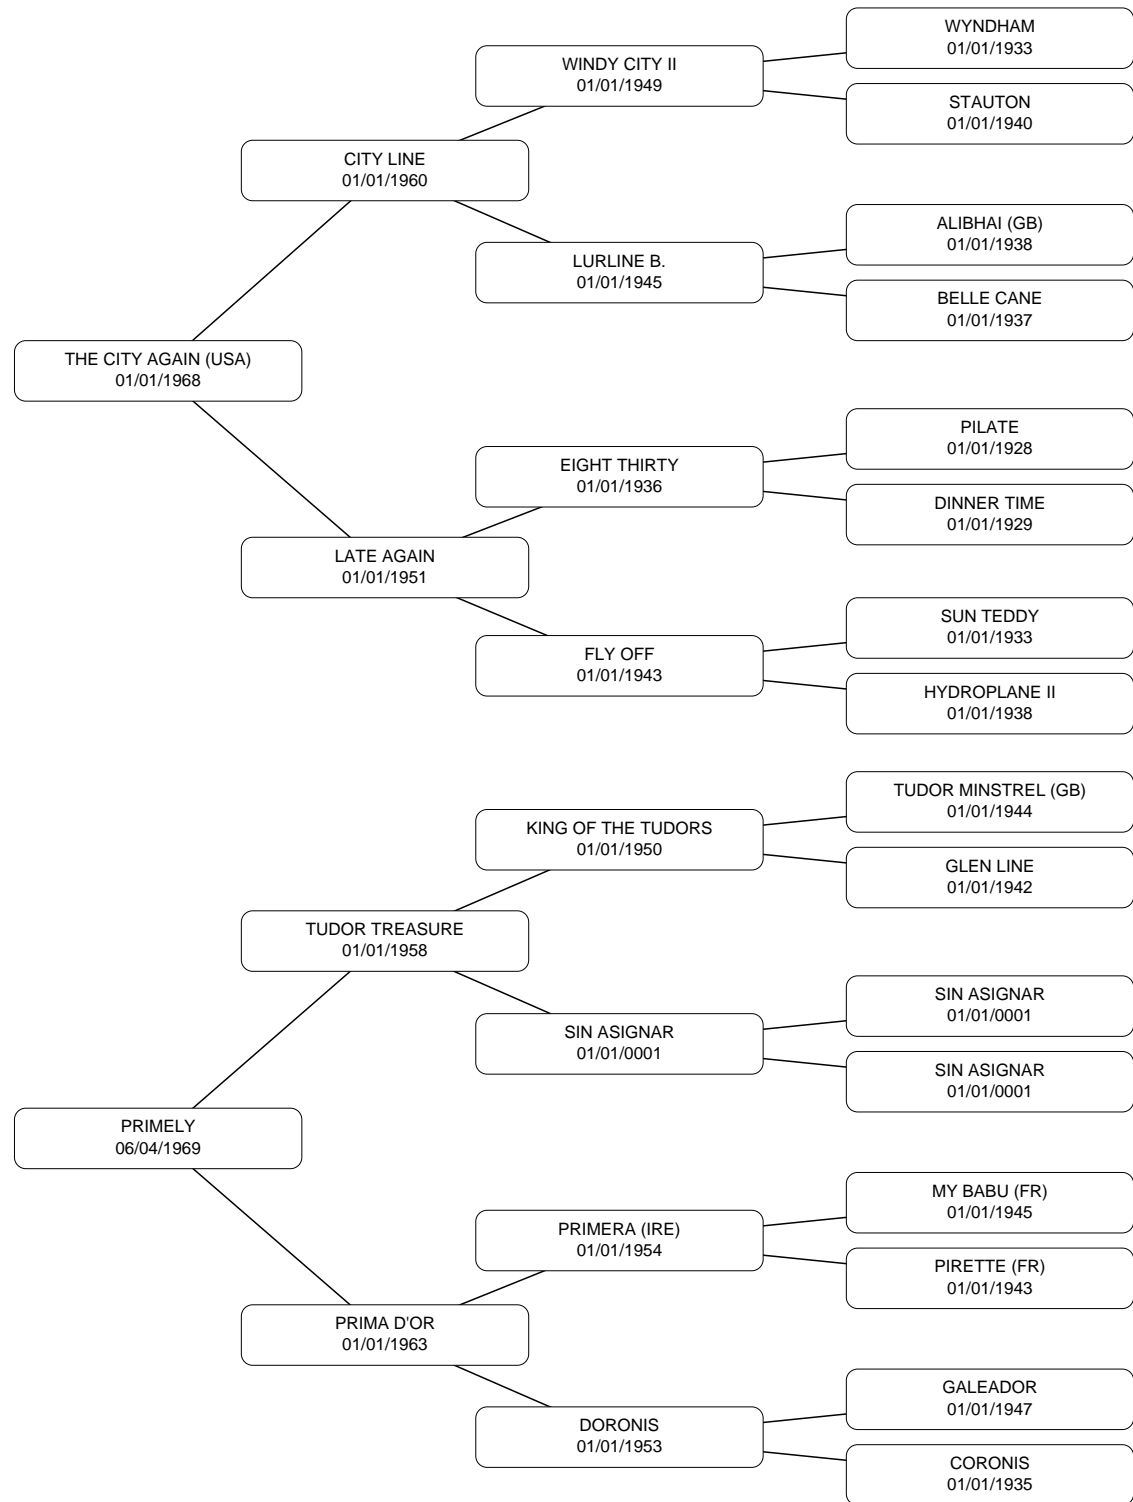 WYNDHAM
01/01/1933
WINDY CITY II
01/01/1949
STAUTON
01/01/1940
CITY LINE
01/01/1960
ALIBHAI (GB)
01/01/1938
LURLINE B.
01/01/1945
BELLE CANE
01/01/1937
THE CITY AGAIN (USA)
01/01/1968
PILATE
01/01/1928
EIGHT THIRTY
01/01/1936
DINNER TIME
01/01/1929
LATE AGAIN
01/01/1951
SUN TEDDY
01/01/1933
FLY OFF
01/01/1943
HYDROPLANE II
01/01/1938
TUDOR MINSTREL (GB)
01/01/1944
KING OF THE TUDORS
01/01/1950
GLEN LINE
01/01/1942
TUDOR TREASURE
01/01/1958
SIN ASIGNAR
01/01/0001
SIN ASIGNAR
01/01/0001
SIN ASIGNAR
01/01/0001
PRIMELY
06/04/1969
MY BABU (FR)
01/01/1945
PRIMERA (IRE)
01/01/1954
PIRETTE (FR)
01/01/1943
PRIMA D'OR
01/01/1963
GALEADOR
01/01/1947
DORONIS
01/01/1953
CORONIS
01/01/1935